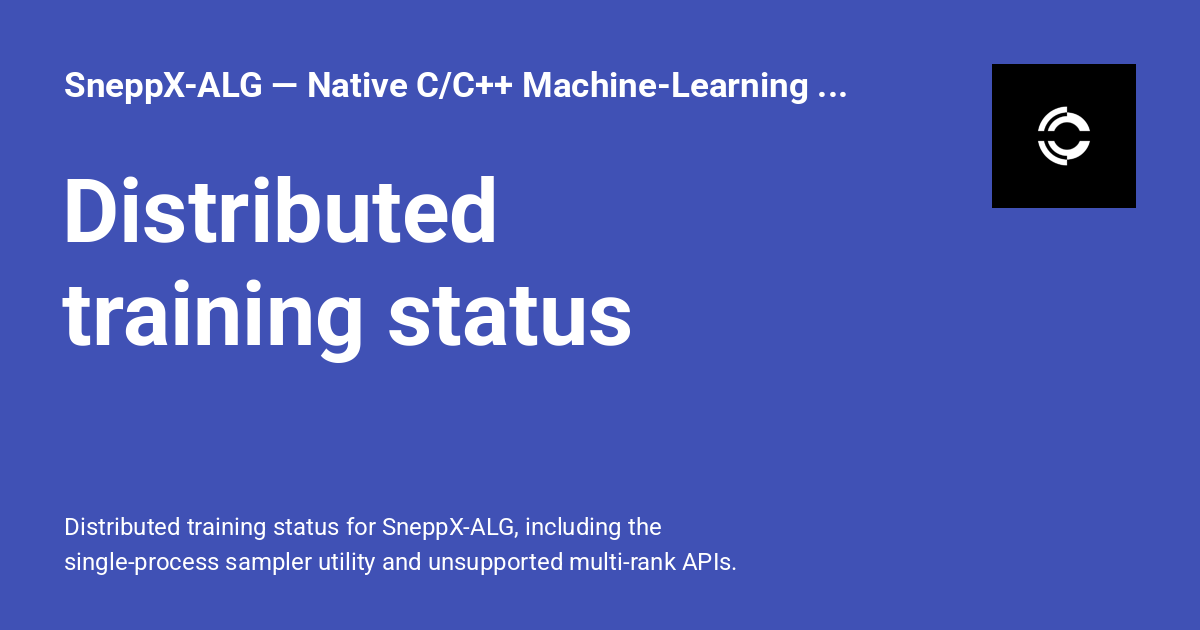 SneppX-ALG — Native C/C++ Machine-Learning ...
Distributed
training status
Distributed training status for SneppX-ALG, including the
single-process sampler utility and unsupported multi-rank APIs.